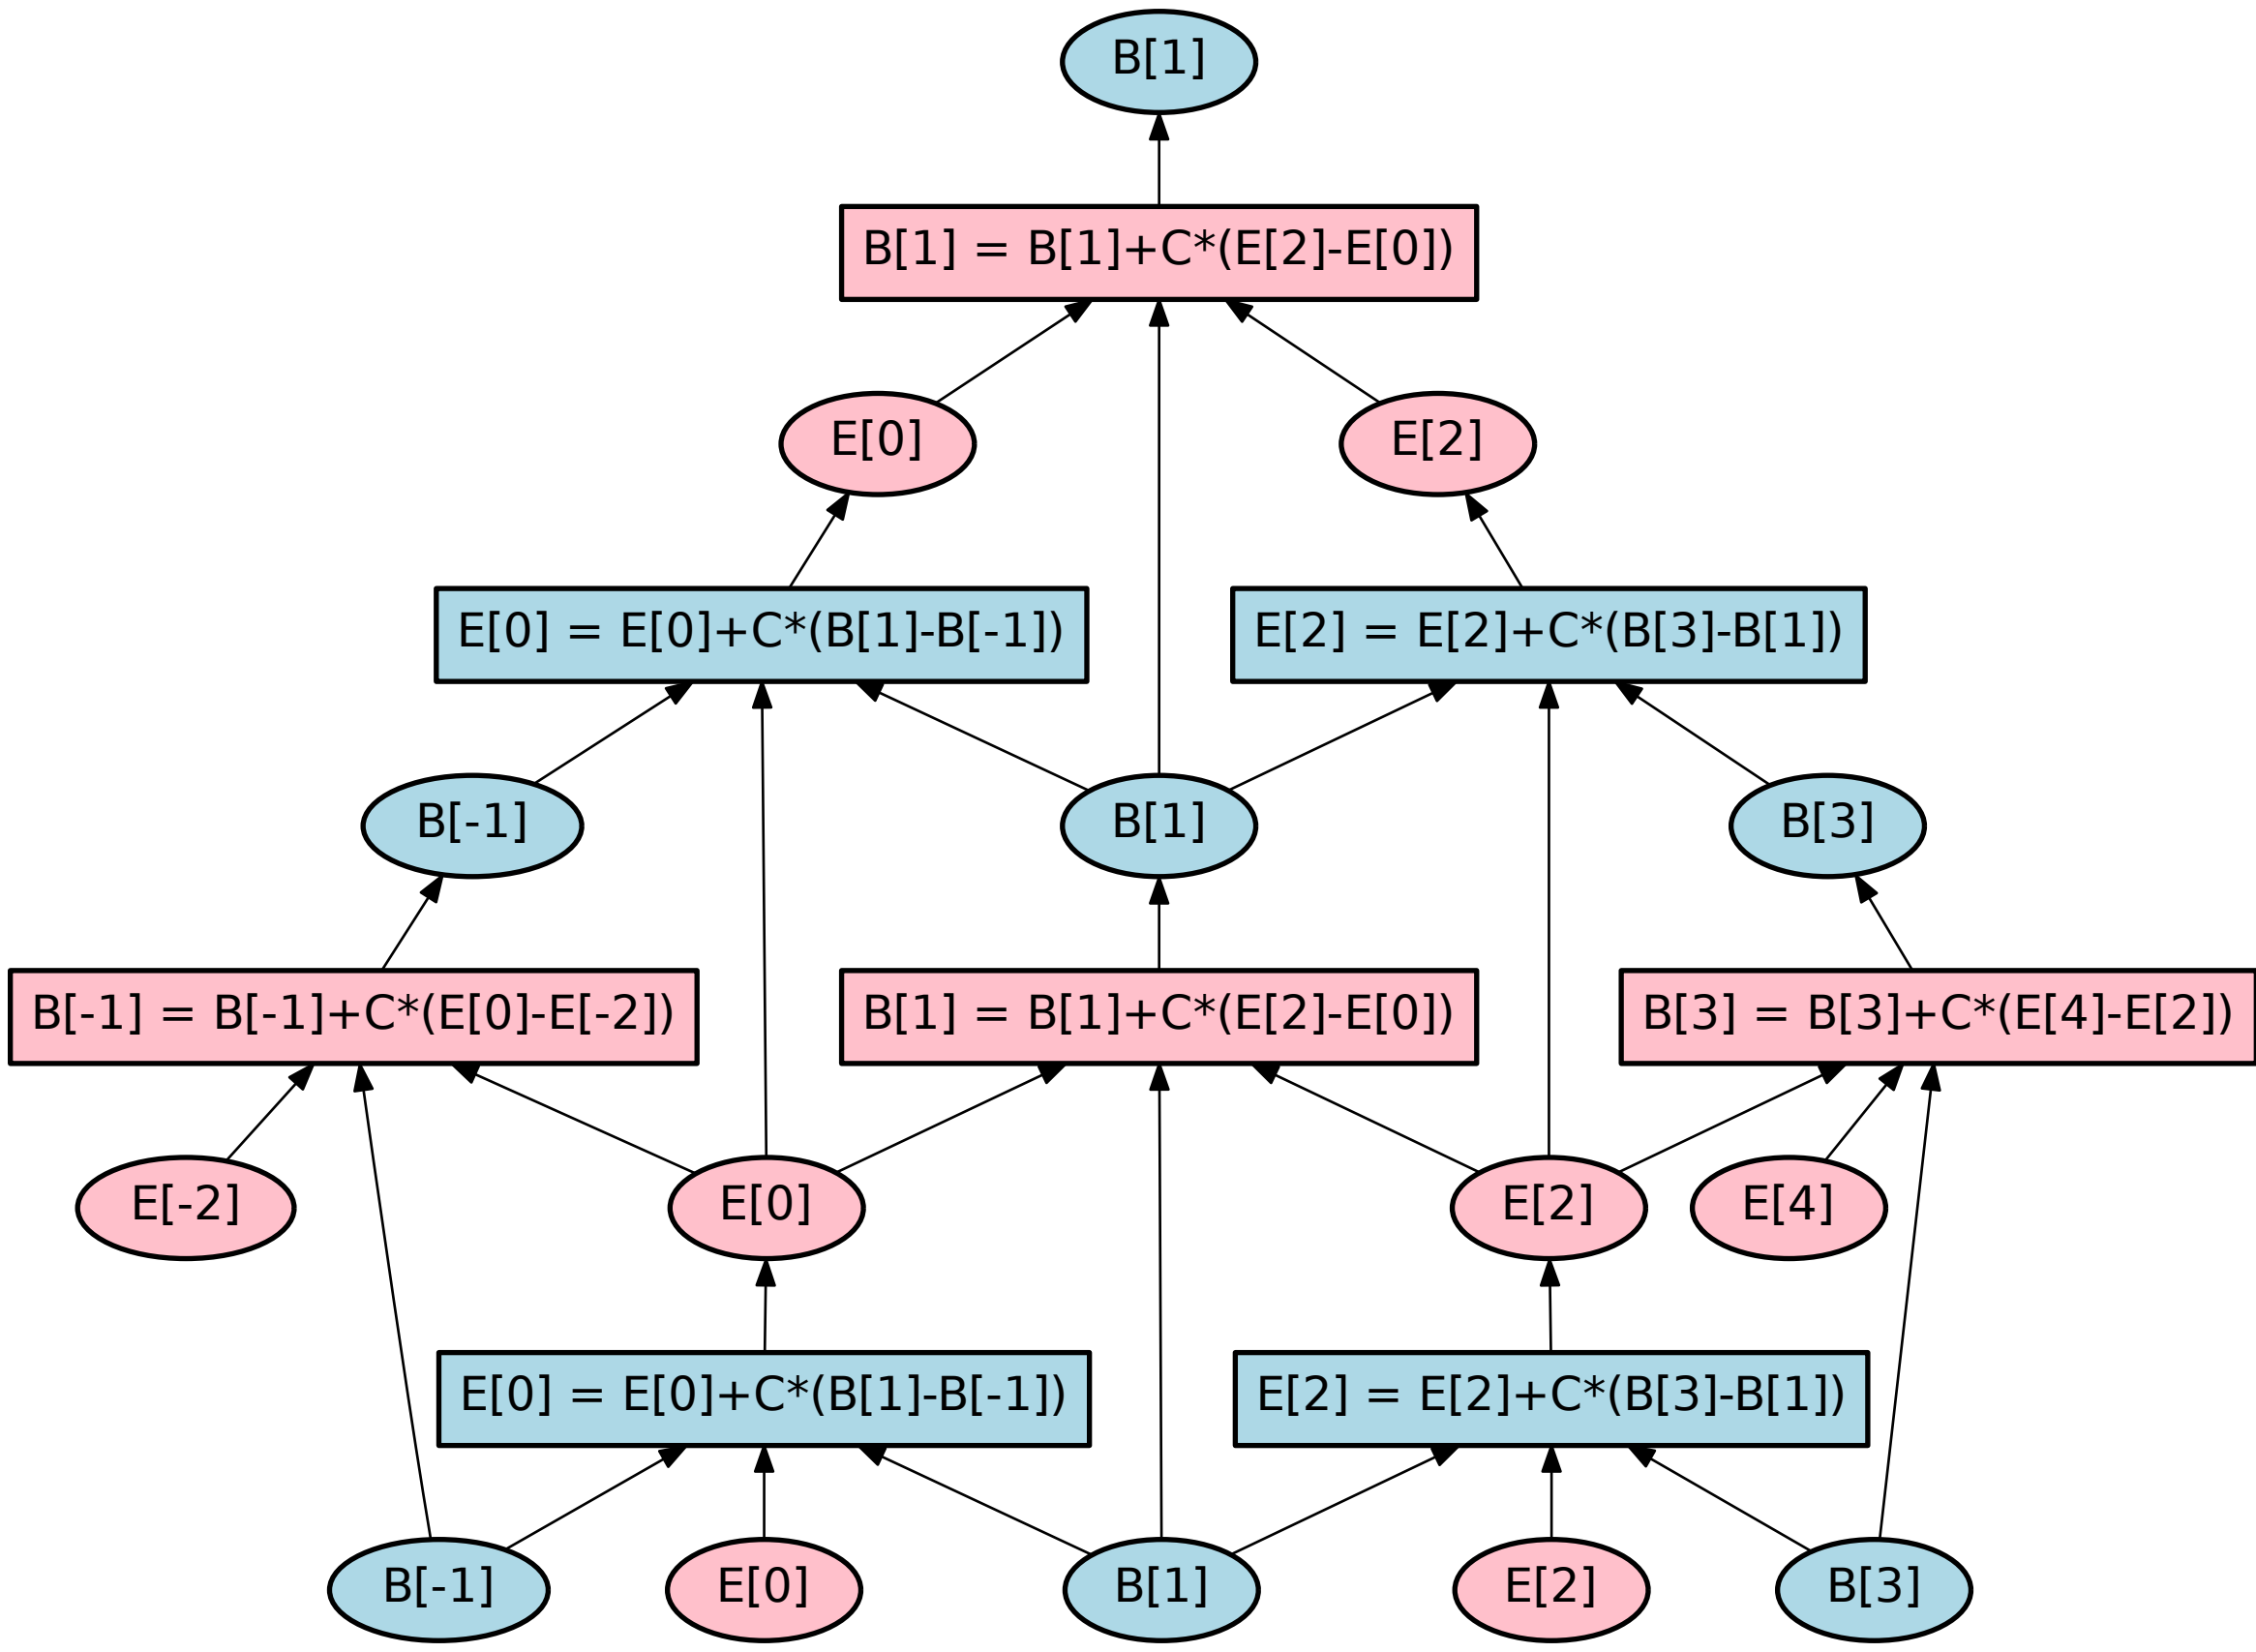 B[1]
B[1] = B[1]+C*(E[2]-E[0])
E[0]
E[2]
E[0] = E[0]+C*(B[1]-B[-1])
E[2] = E[2]+C*(B[3]-B[1])
B[-1]
B[1]
B[3]
B[-1] = B[-1]+C*(E[0]-E[-2])
B[1] = B[1]+C*(E[2]-E[0])
B[3] = B[3]+C*(E[4]-E[2])
E[-2]
E[0]
E[2]
E[4]
E[0] = E[0]+C*(B[1]-B[-1])
E[2] = E[2]+C*(B[3]-B[1])
B[-1]
E[0]
B[1]
E[2]
B[3]